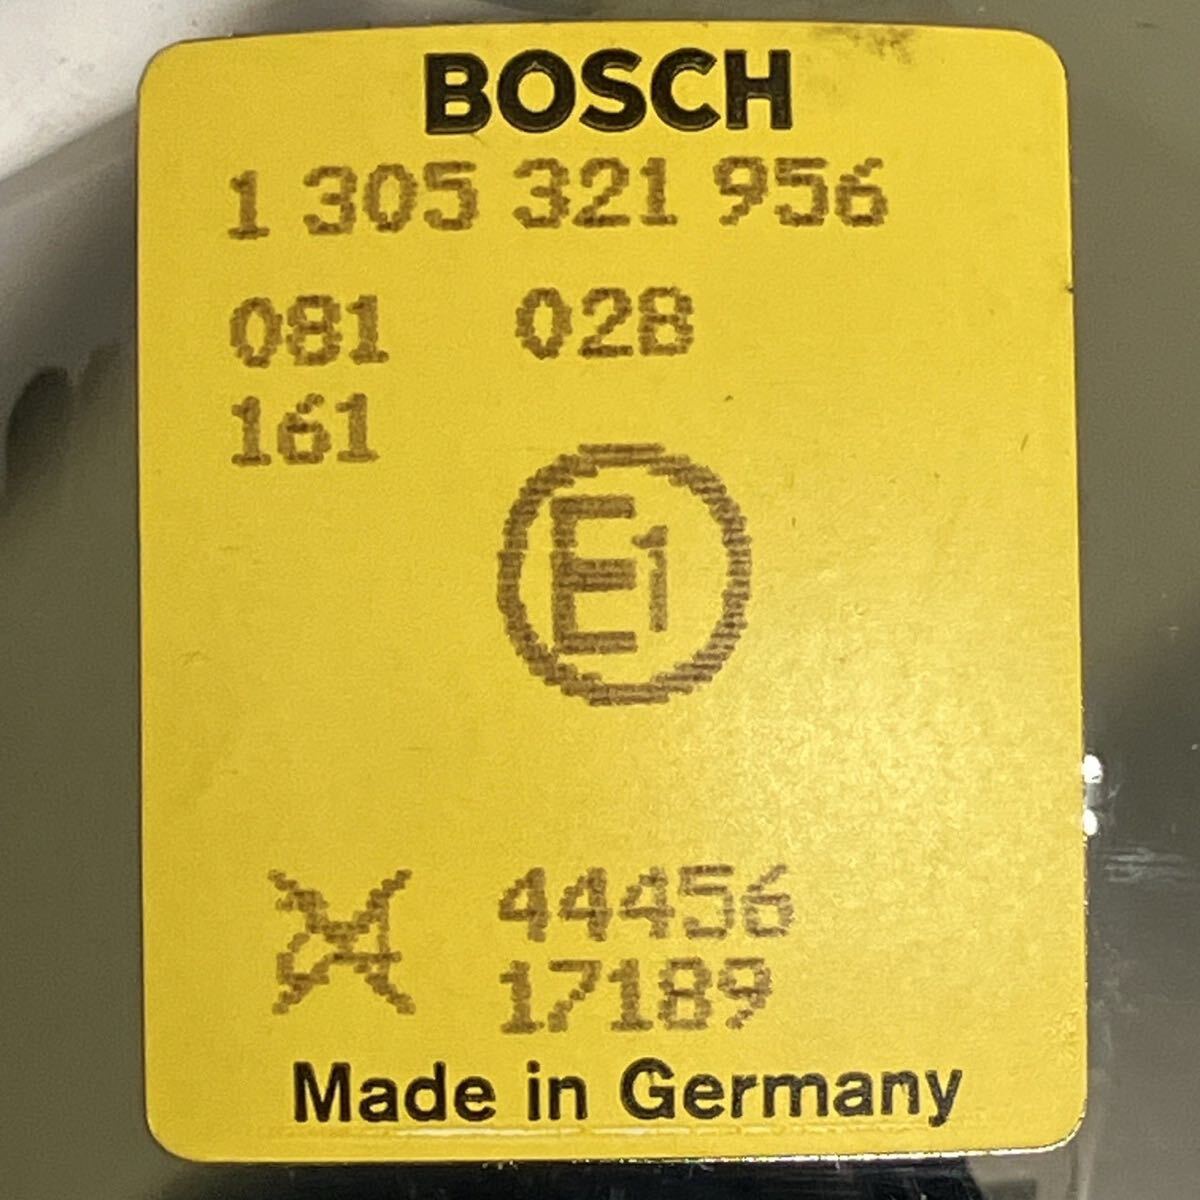 BOSCH
1 305 321 956
081 028
161
E1
44456
17189
Made in Germany